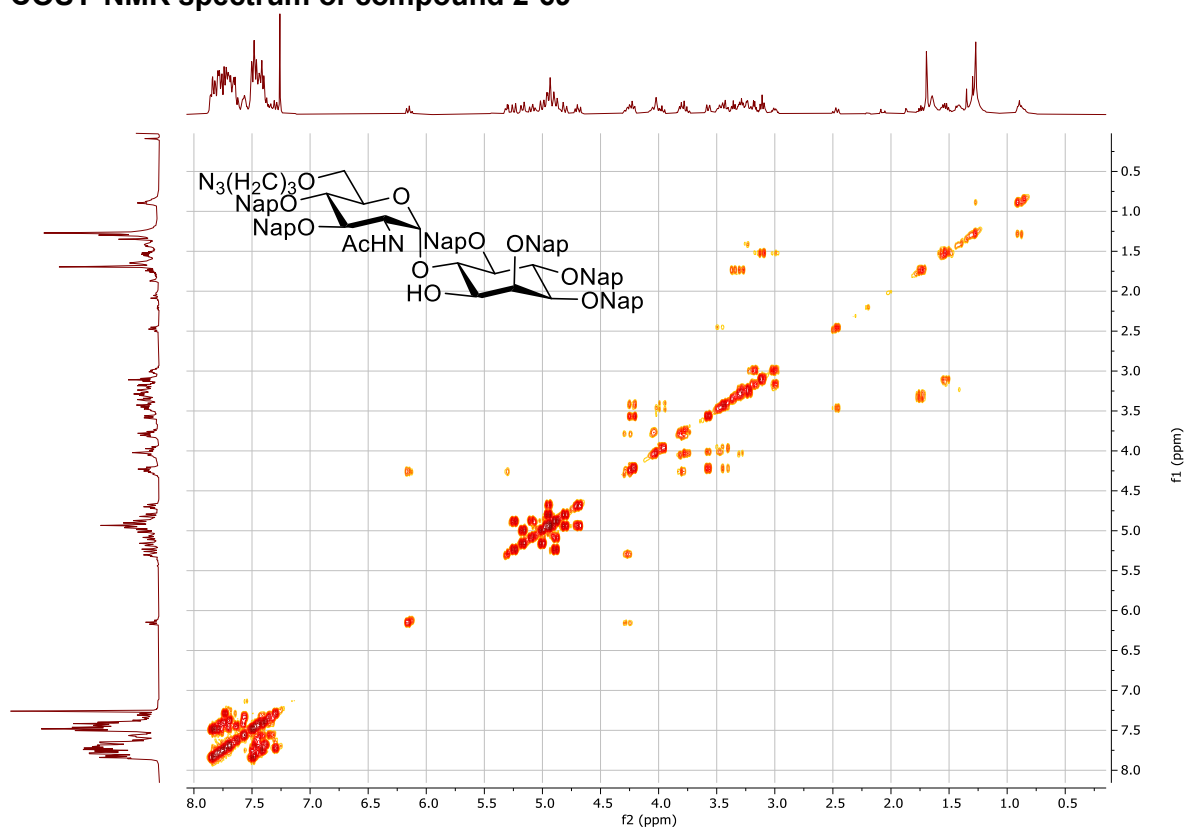 COSY NMR spectrum of compound 2-
N₃(H₂C)₃O
O
NapO
NapO
AcHN
NapO
ONap
O
ONap
HO
ONap
0.5
1.0
1.5
2.0
2.5
3.0
3.5
4.0
4.5
5.0
5.5
6.0
6.5
7.0
7.5
8.0
f1 (ppm)
8.0 7.5 7.0 6.5 6.0 5.5 5.0 4.5 4.0 3.5 3.0 2.5 2.0 1.5 1.0 0.5
f2 (ppm)